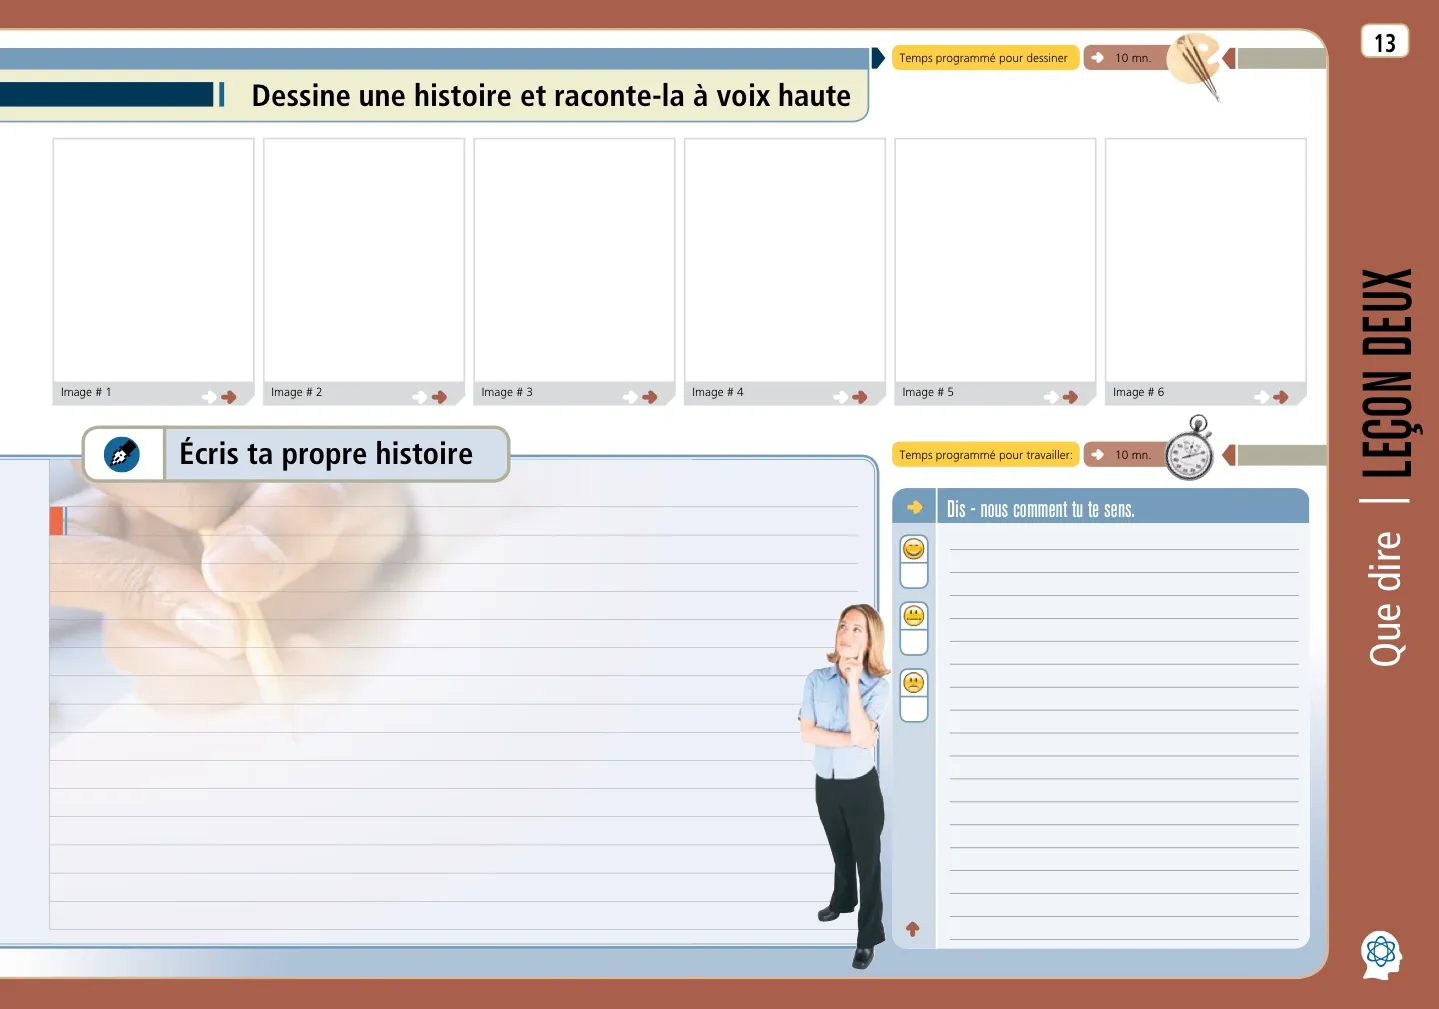 Temps programmé pour dessiner
10 mn.
13
Dessine une histoire et raconte-la à voix haute
Image # 1
Image # 2
Image # 3
Image # 4
Image # 5
Image # 6
Écris ta propre histoire
Temps programmé pour travailler:
10 mn.
Dis - nous comment tu te sens.
Que dire | LEÇON DEUX